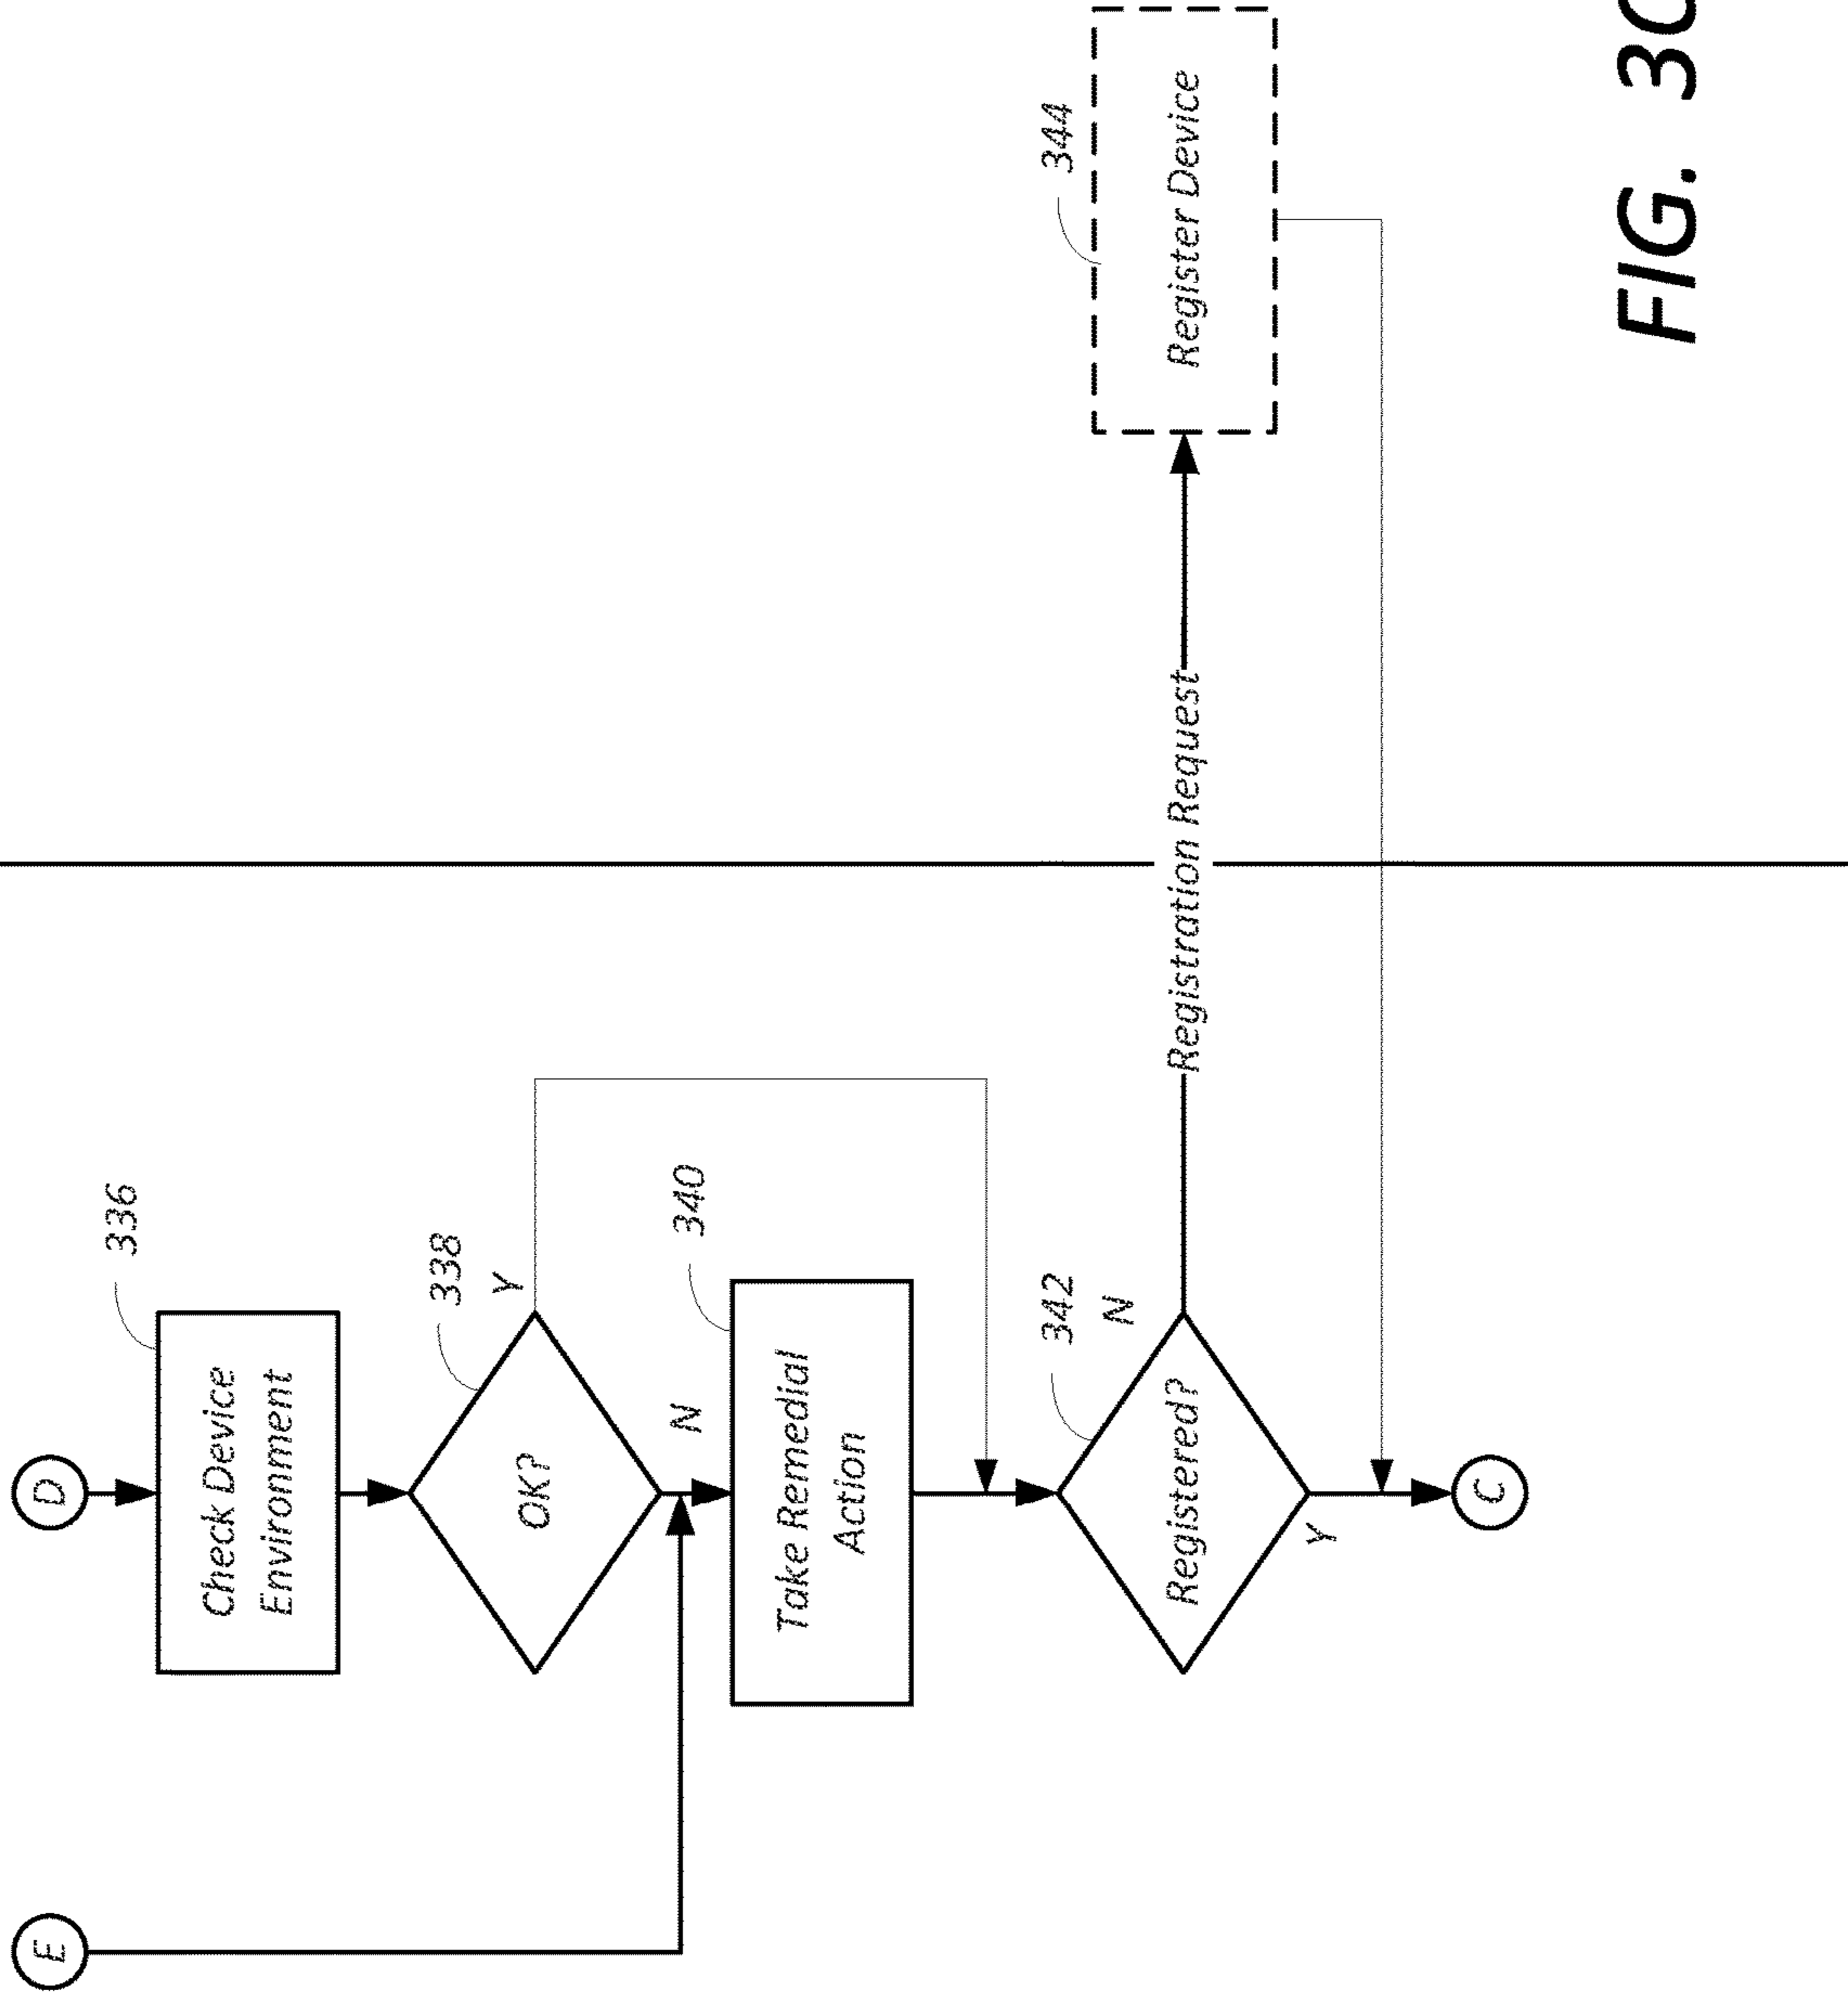 E
D
336
Check Device
Environment
338
OK?
Y
N
340
Take Remedial
Action
342
Registered?
N
Registration Request
344
Register Device
Y
C
FIG. 3C